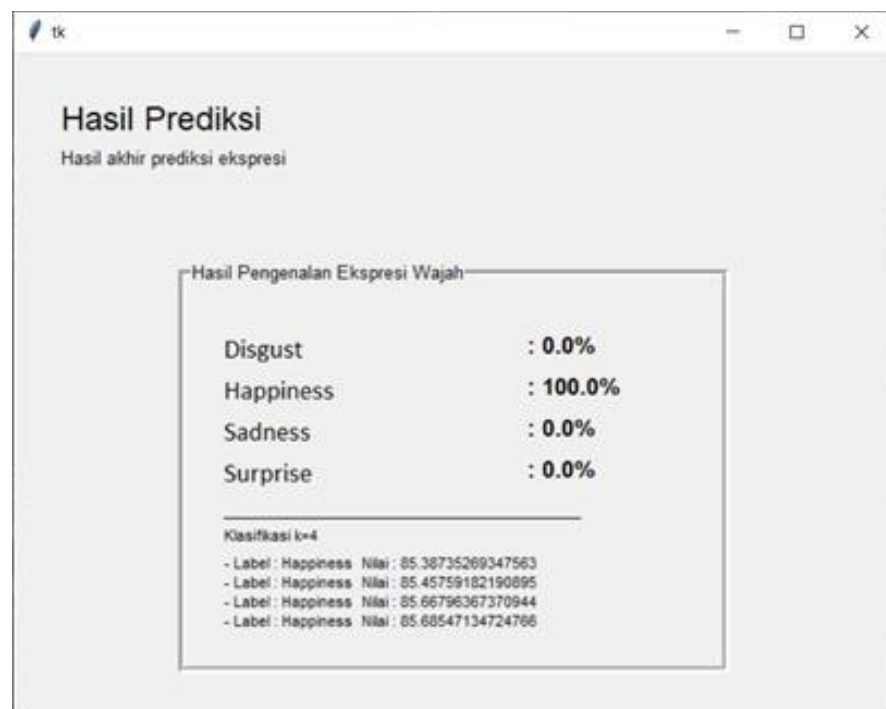 tk
Hasil Prediksi
Hasil akhir prediksi ekspresi
Hasil Pengenalan Ekspresi Wajah
Disgust : 0.0%
Happiness : 100.0%
Sadness : 0.0%
Surprise : 0.0%
Klasifikasi k=4
- Label : Happiness Nilai : 85.38735269347563
- Label : Happiness Nilai : 85.45759182190895
- Label : Happiness Nilai : 85.66796367370944
- Label : Happiness Nilai : 85.68547134724766